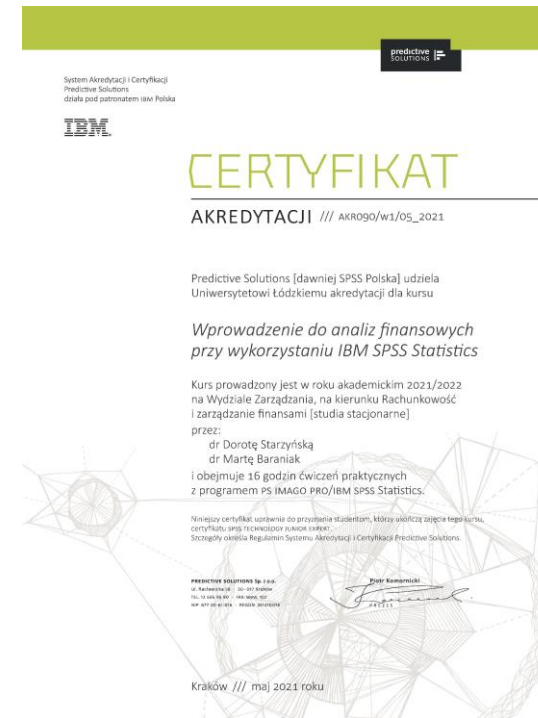 predictive
SOLUTIONS
System Akredytacji i Certyfikacji
Predictive Solutions
działa pod patronatem IBM Polska
IBM
CERTYFIKAT
AKREDYTACJI /// AKR090/W1/05_2021
Predictive Solutions [dawniej SPSS Polska] udziela
Uniwersytetowi Łódzkiemu akredytacji dla kursu
Wprowadzenie do analiz finansowych
przy wykorzystaniu IBM SPSS Statistics
Kurs prowadzony jest w roku akademickim 2021/2022
na Wydziale Zarządzania, na kierunku Rachunkowość
i zarządzanie finansami [studia stacjonarne]
przez:
dr Dorotę Starzyńską
dr Martę Baraniak
i obejmuje 16 godzin ćwiczeń praktycznych
z programem PS IMAGO PRO/IBM SPSS Statistics.
Niniejszy certyfikat uprawnia do przyznania studentom, którzy ukończą zajęcia tego kursu,
certyfikatu SPSS TECHNOLOGY JUNIOR EXPERT.
Szczegóły określa Regulamin Systemu Akredytacji i Certyfikacji Predictive Solutions.
PREDICTIVE SOLUTIONS Sp. z o.o.
Piotr Komornicki
PREZES
Kraków /// maj 2021 roku